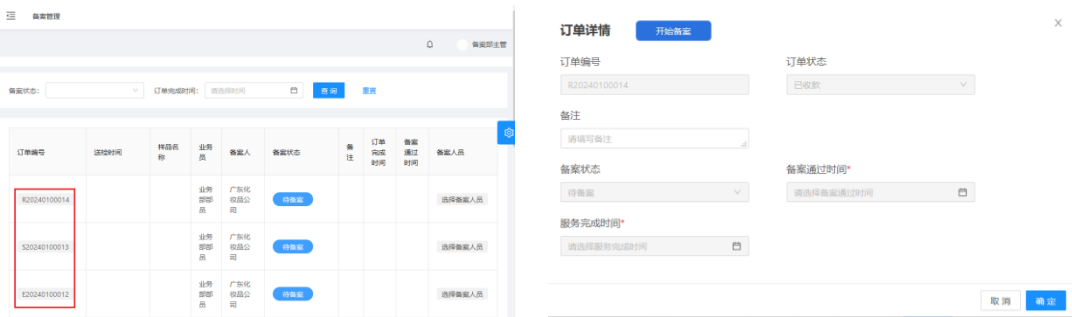 备案管理
备案部主管
备案状态:
订单完成时间: 请选择时间
查 询
重置
订单编号 送检时间 样品名称 业务员 备案人 备案状态 备注 订单完成时间 备案通过时间 备案人员
R20240100014 业务部部员 广东化妆品公司 待备案 选择备案人员
S20240100013 业务部部员 广东化妆品公司 待备案 选择备案人员
E20240100012 业务部部员 广东化妆品公司 待备案 选择备案人员
订单详情
开始备案
订单编号 订单状态
R20240100014 已收款
备注
请填写备注
备案状态 备案通过时间*
待备案 请选择备案通过时间
服务完成时间*
请选择服务完成时间
取 消 确 定